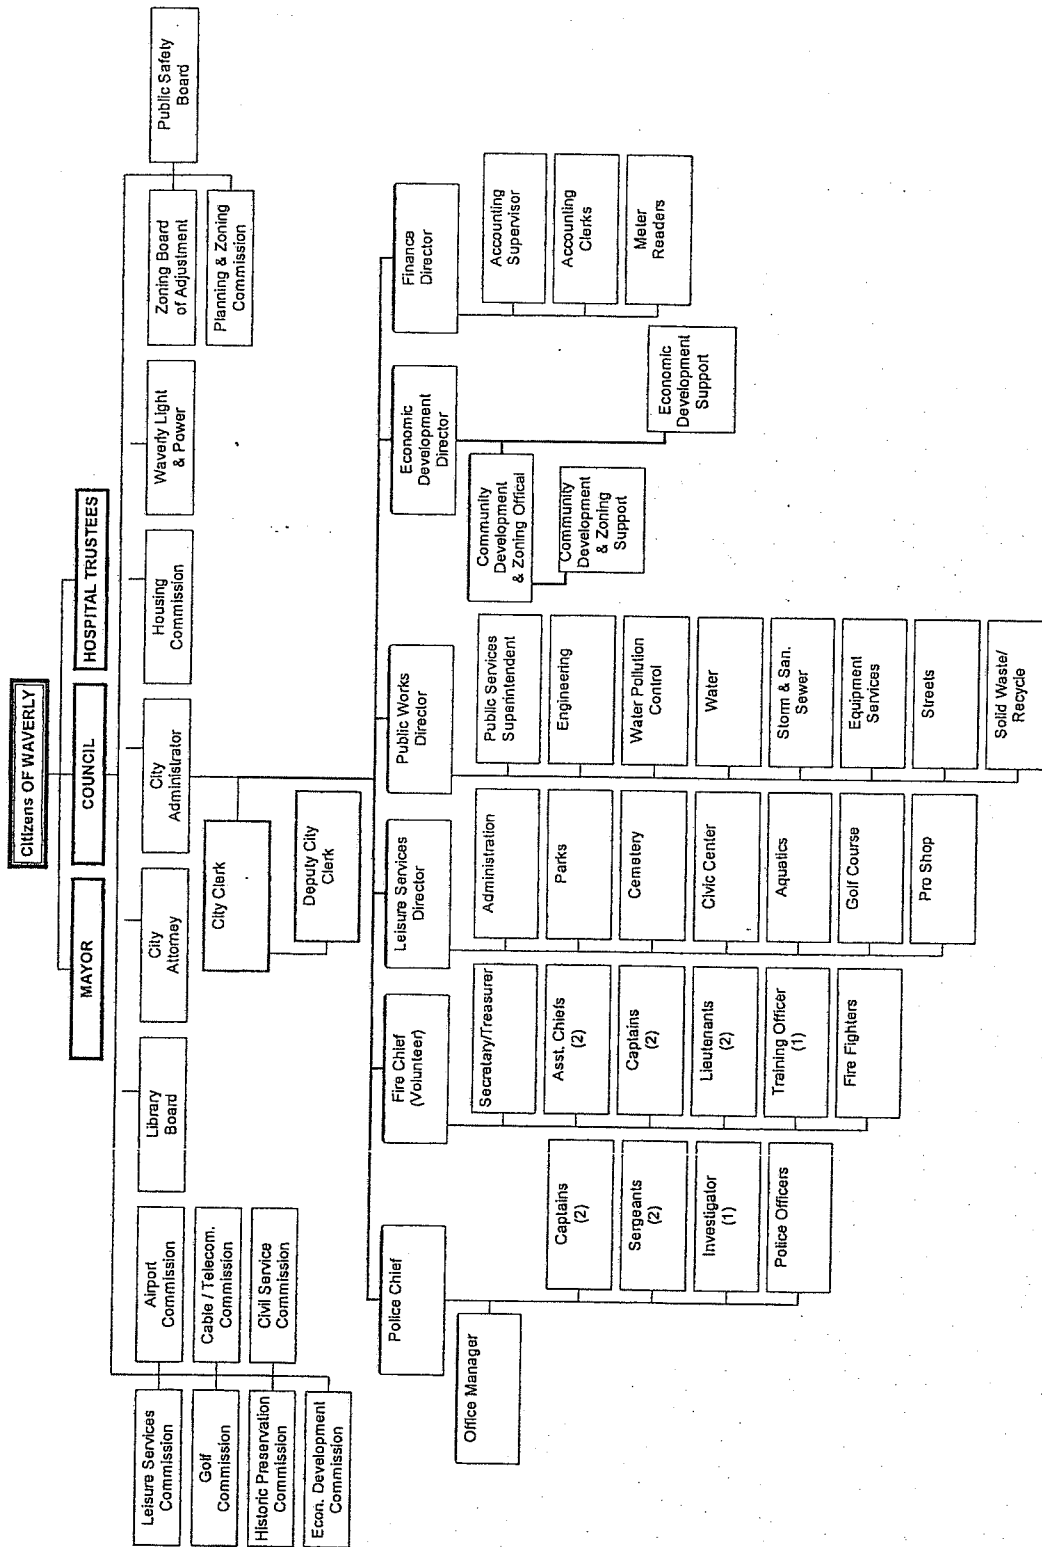 Citizens OF WAVERLY
MAYOR
COUNCIL
HOSPITAL TRUSTEES
Leisure Services
Commission
Airport
Commission
Golf
Commission
Cable / Telecom.
Commission
Historic Preservation
Commission
Civil Service
Commission
Econ. Development
Commission
Library
Board
City
Attorney
City
Administrator
Housing
Commission
Waverly Light
& Power
Zoning Board
of Adjustment
Public Safety
Board
Planning & Zoning
Commission
City Clerk
Deputy City
Clerk
Police Chief
Office Manager
Captains
(2)
Sergeants
(2)
Investigator
(1)
Police Officers
Fire Chief
(Volunteer)
Secretary/Treasurer
Asst. Chiefs
(2)
Captains
(2)
Lieutenants
(2)
Training Officer
(1)
Fire Fighters
Leisure Services
Director
Administration
Parks
Cemetery
Civic Center
Aquatics
Golf Course
Pro Shop
Public Works
Director
Public Services
Superintendent
Engineering
Water Pollution
Control
Water
Storm & San.
Sewer
Equipment
Services
Streets
Solid Waste/
Recycle
Economic
Development
Director
Community
Development
& Zoning Offical
Community
Development
& Zoning
Support
Economic
Development
Support
Finance
Director
Accounting
Supervisor
Accounting
Clerks
Meter
Readers